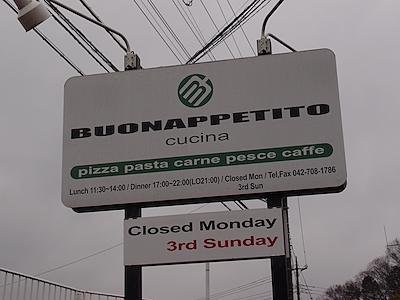 BUONAPPETITO
cucina
pizza pasta carne pesce caffe
Lunch 11:30~14:00 / Dinner 17:00~22:00(LO21:00) / Closed Mon / Tel,Fax 042-708-1786
3rd Sun
Closed Monday
3rd Sunday